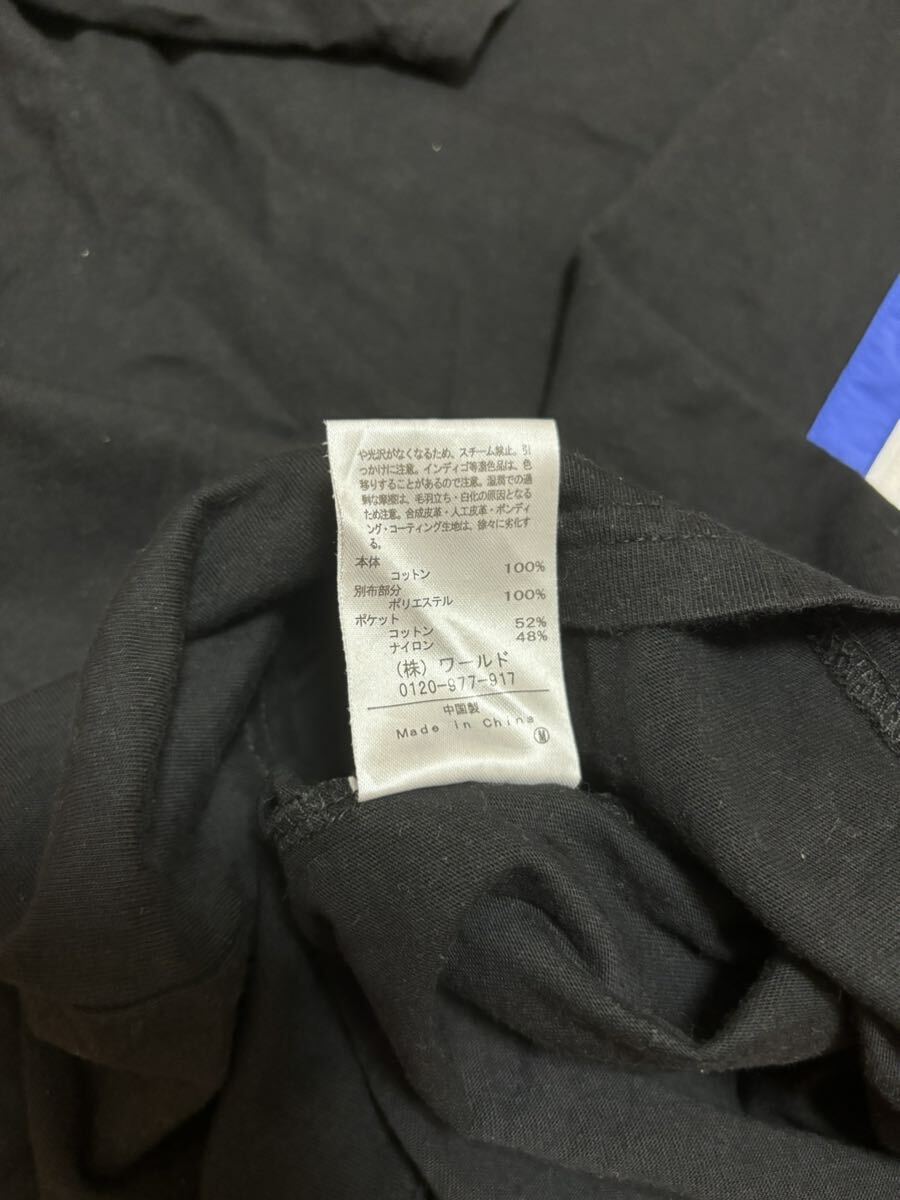 や光沢がなくなるため、スチーム禁止。引
っかけに注意。インディゴ等濃色品は、色
移りすることがあるので注意。湿潤での過
剰な摩擦は、毛羽立ち・白化の原因となる
ため注意。合成皮革・人工皮革・ボンディ
ング・コーティング生地は、徐々に劣化す
る。
本体
コットン 100%
別布部分
ポリエステル 100%
ポケット
コットン 52%
ナイロン 48%
(株) ワールド
0120-977-917
中国製
Made in China
M